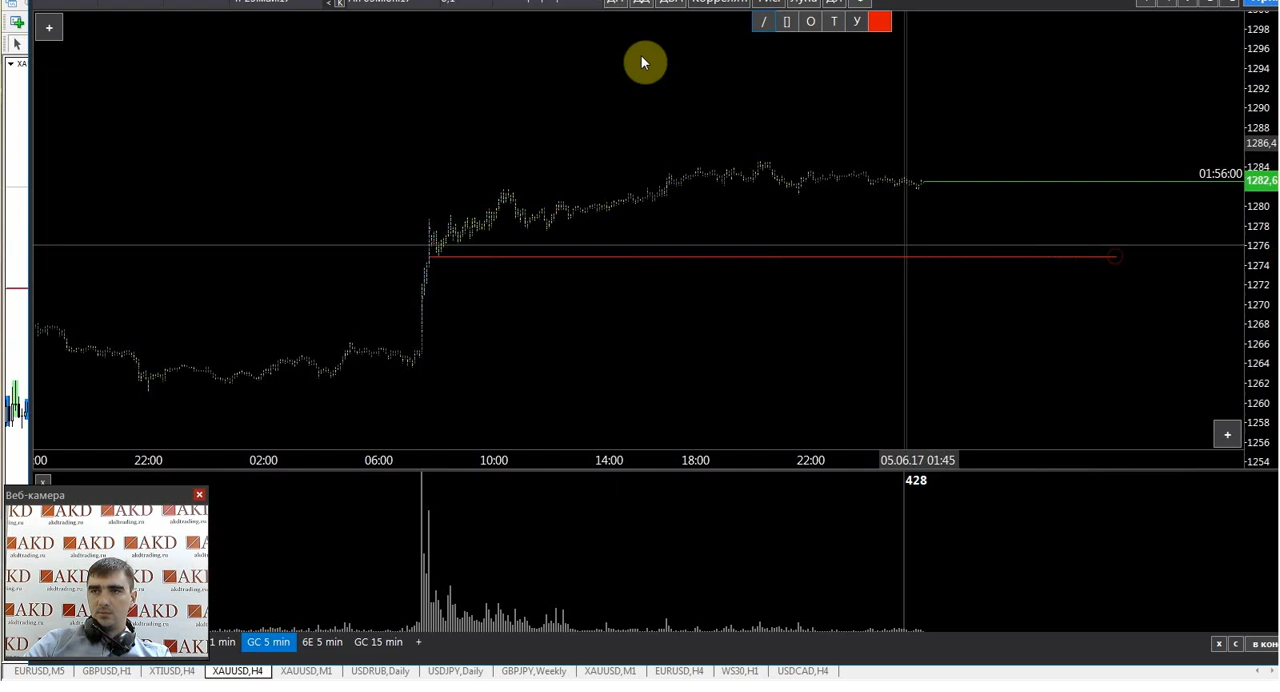 +
/ [] O T У
XA
1298
1296
1294
1292
1290
1288
1286,4
1284
01:56:00
1282,6
1280
1278
1276
1274
1272
1270
1268
1266
1264
1262
1260
1258
1256
1254
+
:00 22:00 02:00 06:00 10:00 14:00 18:00 22:00 05.06.17 01:45
x
428
Веб-камера
AKD
akdtrading.ru
1 min GC 5 min 6E 5 min GC 15 min +
x c в кон
EURUSD,M5 GBPUSD,H1 XTIUSD,H4 XAUUSD,H4 XAUUSD,M1 USDRUB,Daily USDJPY,Daily GBPJPY,Weekly XAUUSD,M1 EURUSD,H4 WS30,H1 USDCAD,H4